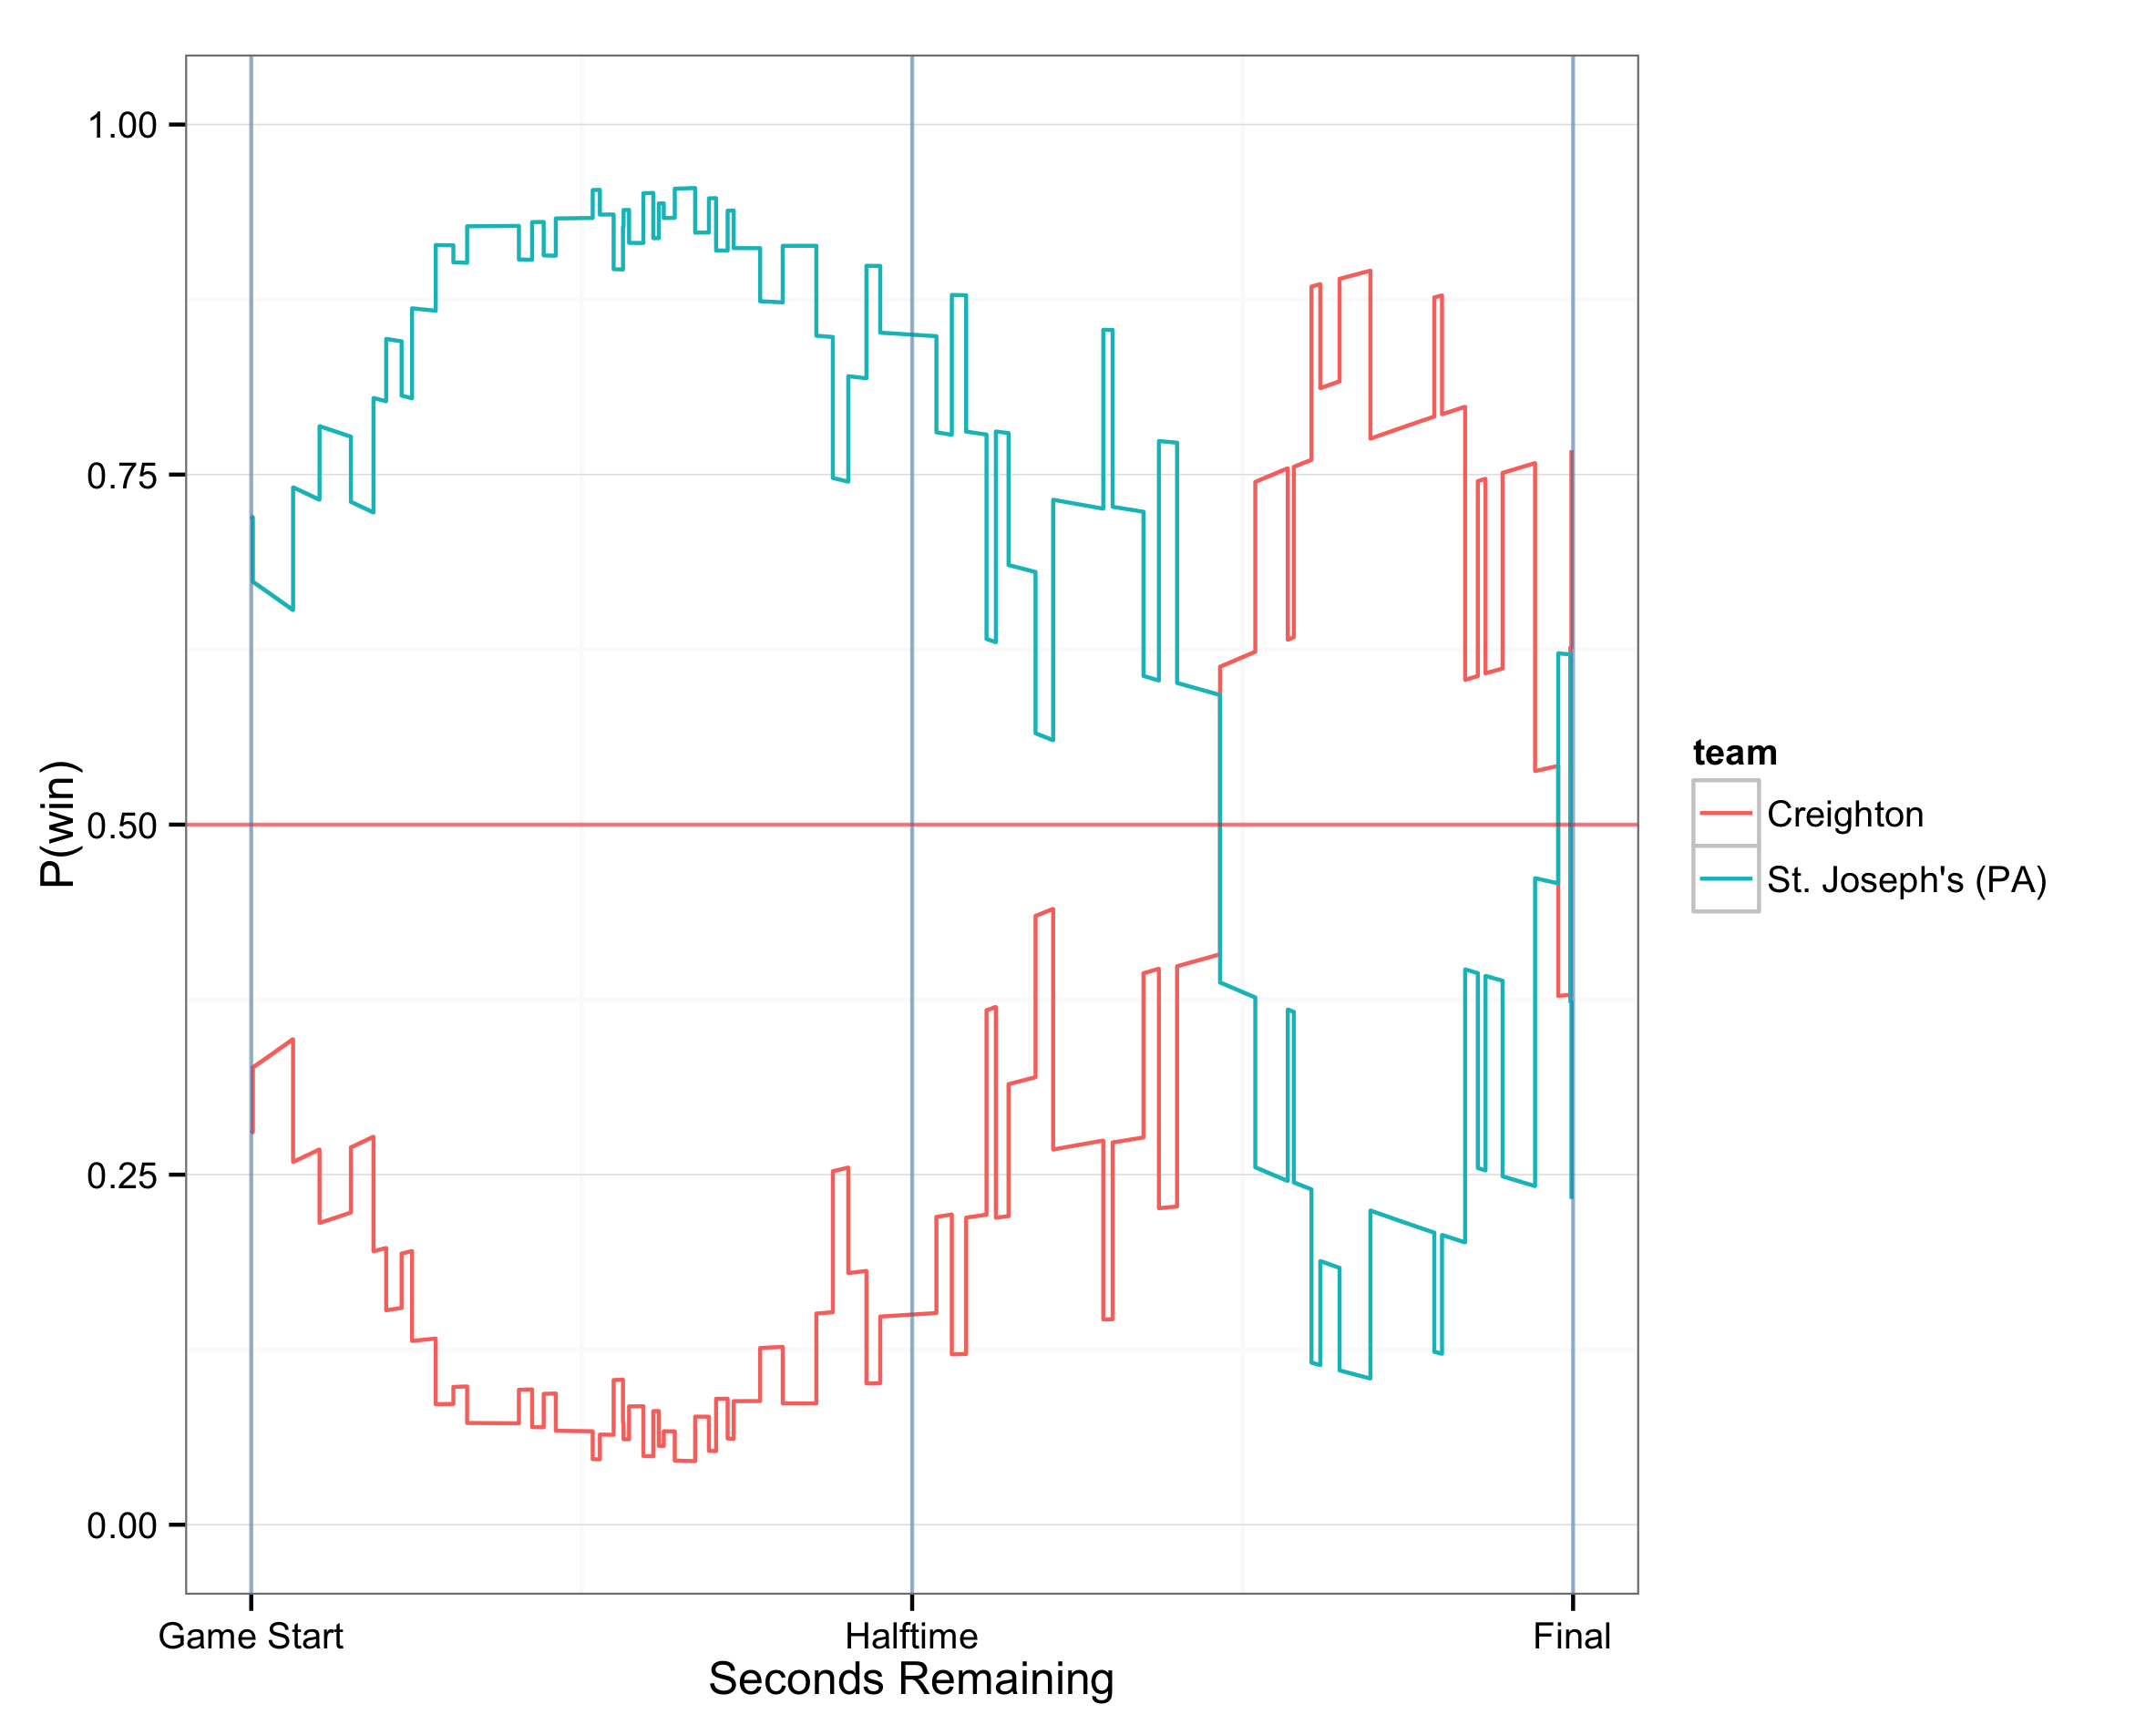 1.00
0.75
0.50
0.25
0.00
P(win)
Game Start
Halftime
Final
Seconds Remaining
team
Creighton
St. Joseph's (PA)